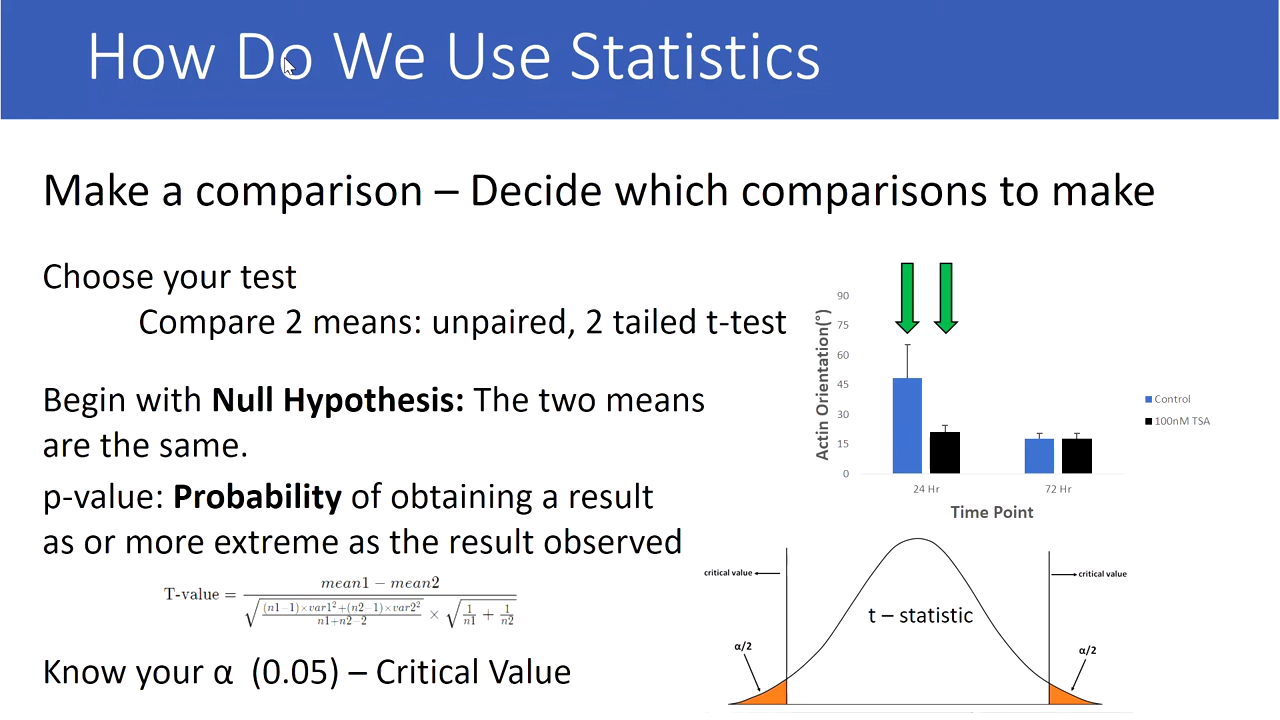 How Do We Use Statistics
Make a comparison – Decide which comparisons to make
Choose your test
Compare 2 means: unpaired, 2 tailed t-test
Begin with Null Hypothesis: The two means
are the same.
p-value: Probability of obtaining a result
as or more extreme as the result observed
T-value = mean1 − mean2 / √((n1−1)×var1²+(n2−1)×var2² / n1+n2−2) × √(1/n1 + 1/n2)
Know your α (0.05) – Critical Value
Actin Orientation(°)
90
75
60
45
30
15
0
24 Hr
72 Hr
Time Point
Control
100nM TSA
critical value
critical value
t – statistic
α/2
α/2